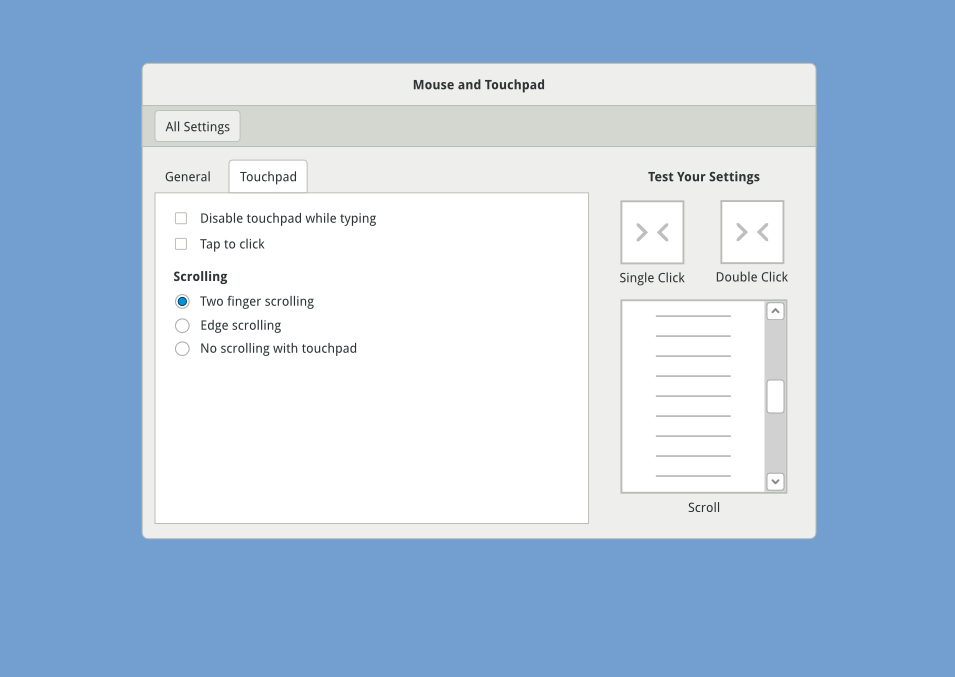 Mouse and Touchpad
All Settings
General
Touchpad
Disable touchpad while typing
Tap to click
Scrolling
Two finger scrolling
Edge scrolling
No scrolling with touchpad
Test Your Settings
Single Click
Double Click
Scroll